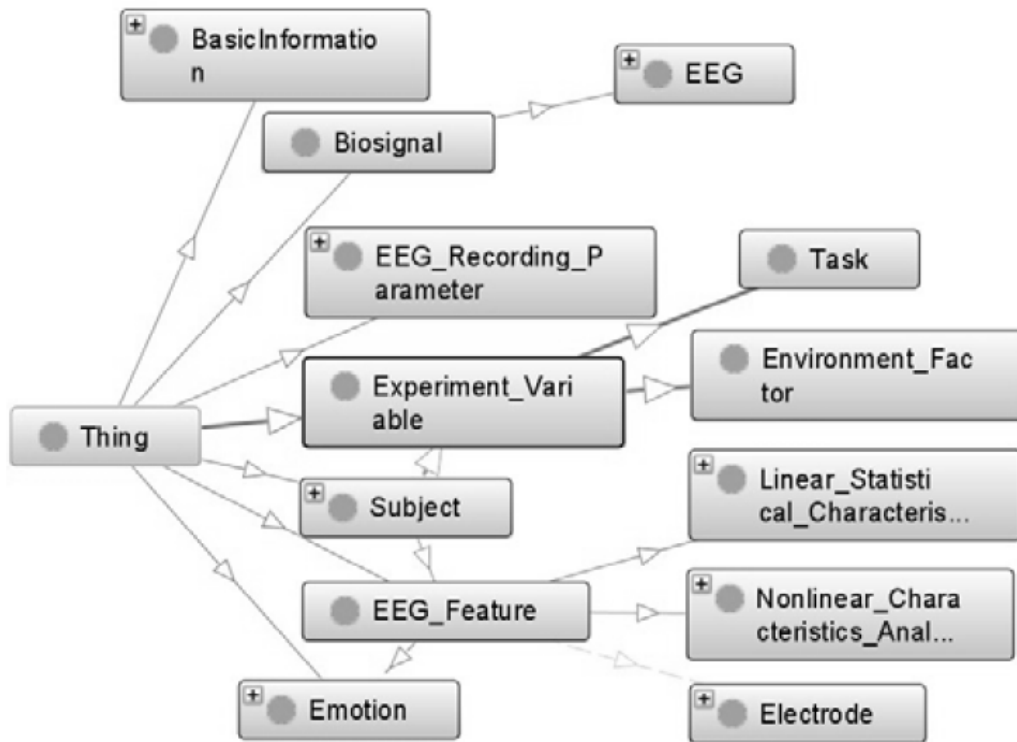 BasicInformatio
n
EEG
Biosignal
EEG_Recording_P
arameter
Task
Experiment_Vari
able
Environment_Fac
tor
Thing
Subject
Linear_Statisti
cal_Characteris...
EEG_Feature
Nonlinear_Chara
cteristics_Anal...
Emotion
Electrode